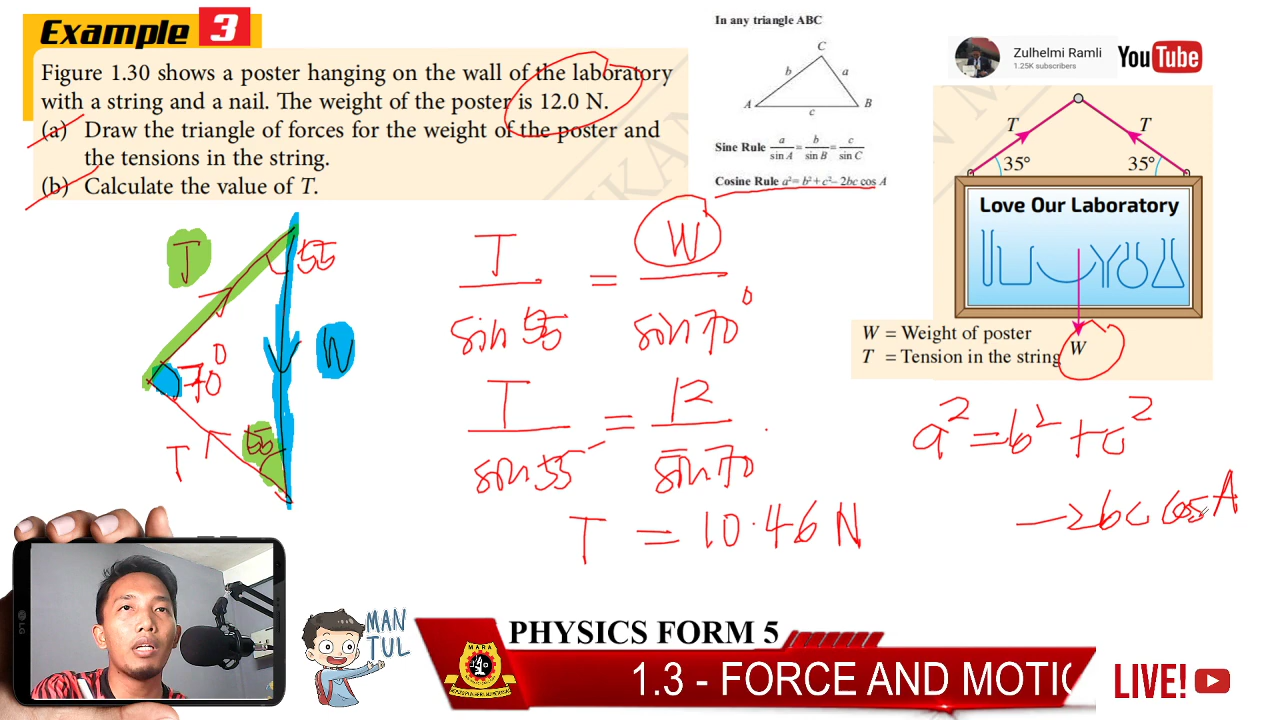 Example 3
Figure 1.30 shows a poster hanging on the wall of the laboratory
with a string and a nail. The weight of the poster is 12.0 N.
(a) Draw the triangle of forces for the weight of the poster and
the tensions in the string.
(b) Calculate the value of T.
In any triangle ABC
C
b a
A B
c
Sine Rule a/sin A = b/sin B = c/sin C
Cosine Rule a² = b² + c² – 2bc cos A
Zulhelmi Ramli
1.25K subscribers
YouTube
T T
35° 35°
Love Our Laboratory
W
W = Weight of poster
T = Tension in the string
T
55
W
70°
55
T
T/sin 55 = W/sin 70°
T/sin 55 = 12/sin 70
T = 10.46 N
a² = b² + c²
– 2bc cos A
LG
MAN
TUL
MARA
PHYSICS FORM 5
1.3 - FORCE AND MOTIO
LIVE!